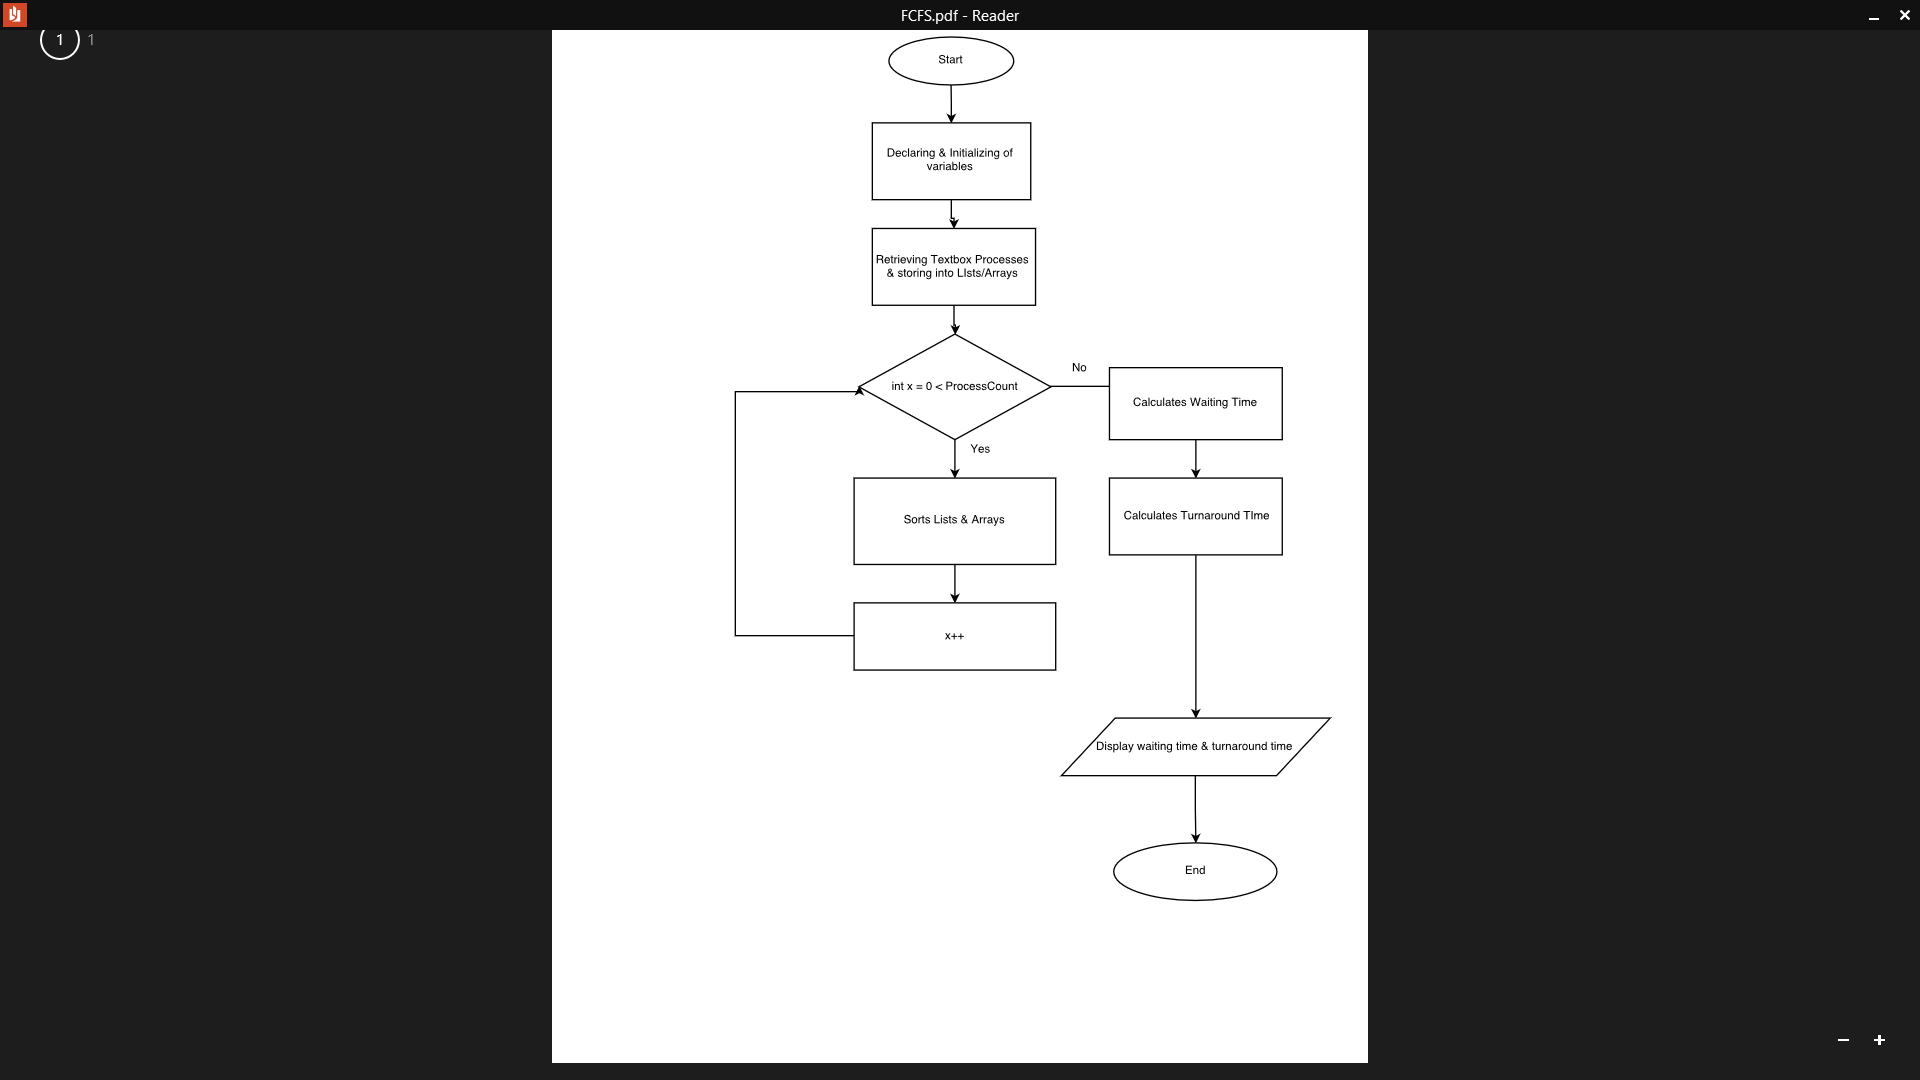 FCFS.pdf - Reader
1 1
Start
Declaring & Initializing of
variables
Retrieving Textbox Processes
& storing into LIsts/Arrays
int x = 0 < ProcessCount
No
Calculates Waiting Time
Yes
Sorts Lists & Arrays
Calculates Turnaround TIme
x++
Display waiting time & turnaround time
End